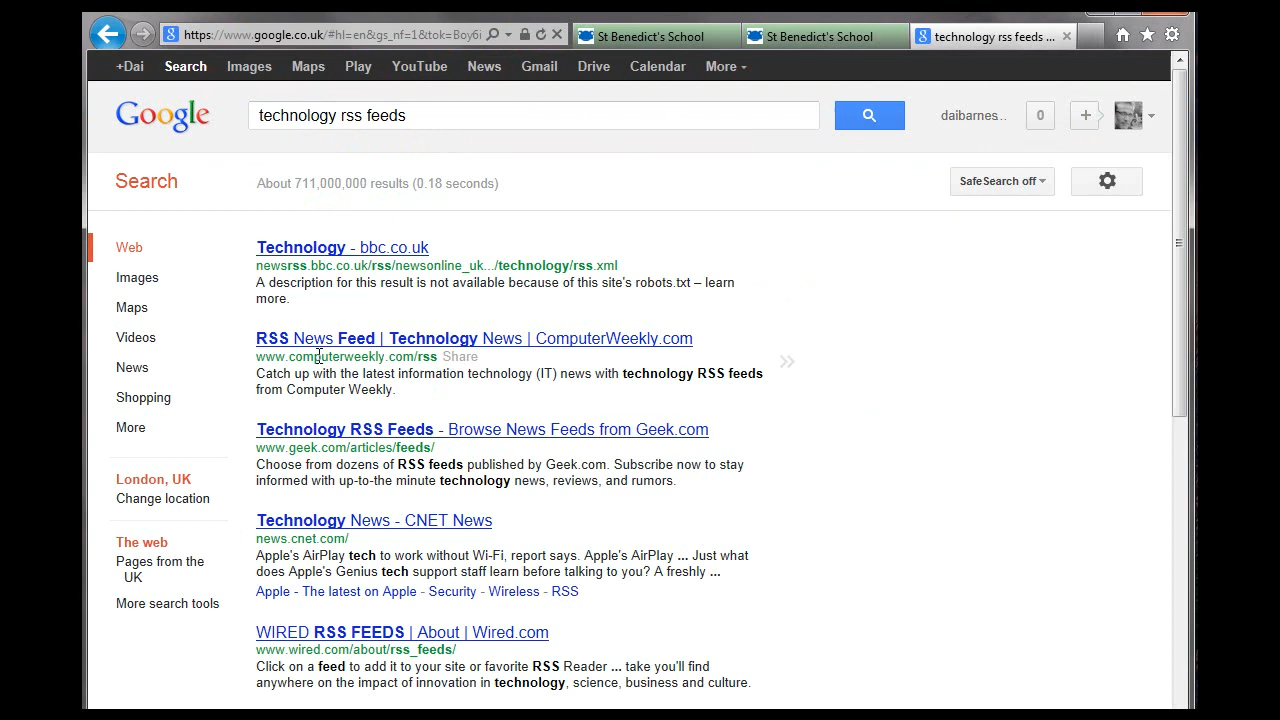 https://www.google.co.uk/#hl=en&gs_nf=1&tok=Boy6i
St Benedict's School
St Benedict's School
technology rss feeds ...
+Dai Search Images Maps Play YouTube News Gmail Drive Calendar More
Google
technology rss feeds
daibarnes...
0
+
Search
About 711,000,000 results (0.18 seconds)
SafeSearch off
Web
Images
Maps
Videos
News
Shopping
More
London, UK
Change location
The web
Pages from the
UK
More search tools
Technology - bbc.co.uk
newsrss.bbc.co.uk/rss/newsonline_uk.../technology/rss.xml
A description for this result is not available because of this site's robots.txt – learn
more.
RSS News Feed | Technology News | ComputerWeekly.com
www.computerweekly.com/rss Share
Catch up with the latest information technology (IT) news with technology RSS feeds
from Computer Weekly.
Technology RSS Feeds - Browse News Feeds from Geek.com
www.geek.com/articles/feeds/
Choose from dozens of RSS feeds published by Geek.com. Subscribe now to stay
informed with up-to-the minute technology news, reviews, and rumors.
Technology News - CNET News
news.cnet.com/
Apple's AirPlay tech to work without Wi-Fi, report says. Apple's AirPlay ... Just what
does Apple's Genius tech support staff learn before talking to you? A freshly ...
Apple - The latest on Apple - Security - Wireless - RSS
WIRED RSS FEEDS | About | Wired.com
www.wired.com/about/rss_feeds/
Click on a feed to add it to your site or favorite RSS Reader ... take you'll find
anywhere on the impact of innovation in technology, science, business and culture.